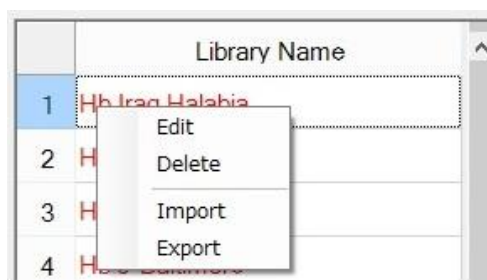 Library Name
1 Hb Iraq Halabja
Edit
2 H
Delete
3 H
Import
Export
4